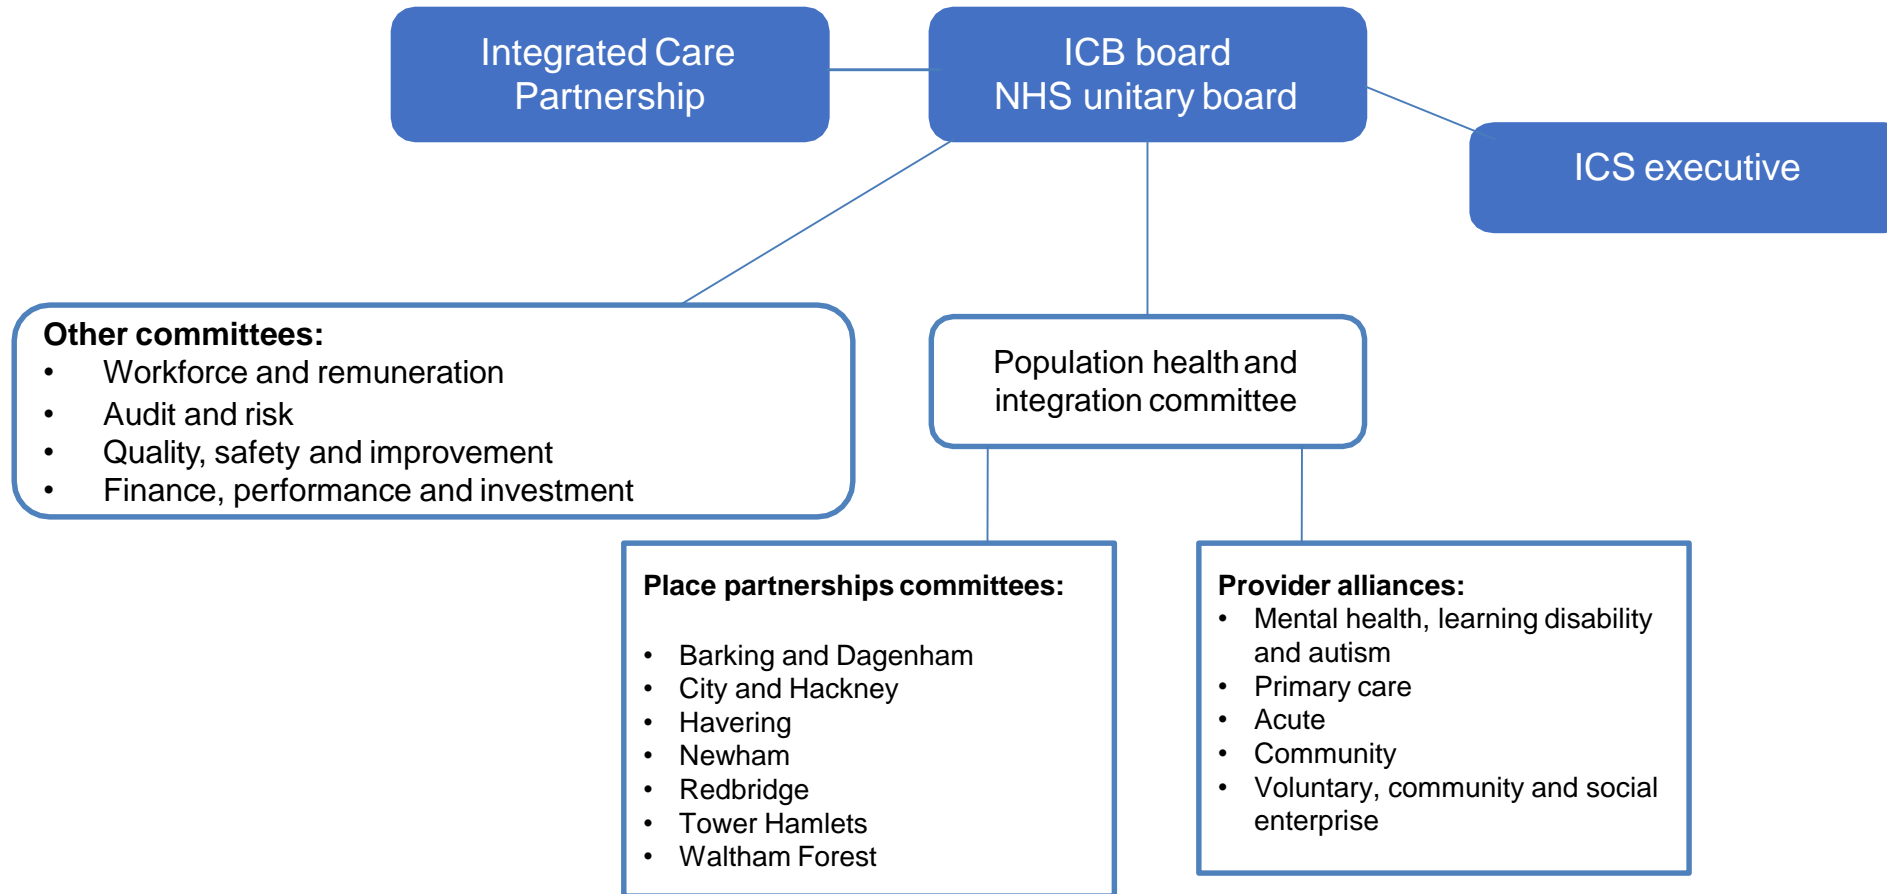 Integrated Care
Partnership
ICB board
NHS unitary board
ICS executive
Other committees:
• Workforce and remuneration
• Audit and risk
• Quality, safety and improvement
• Finance, performance and investment
Population health and
integration committee
Place partnerships committees:
• Barking and Dagenham
• City and Hackney
• Havering
• Newham
• Redbridge
• Tower Hamlets
• Waltham Forest
Provider alliances:
• Mental health, learning disability
and autism
• Primary care
• Acute
• Community
• Voluntary, community and social
enterprise